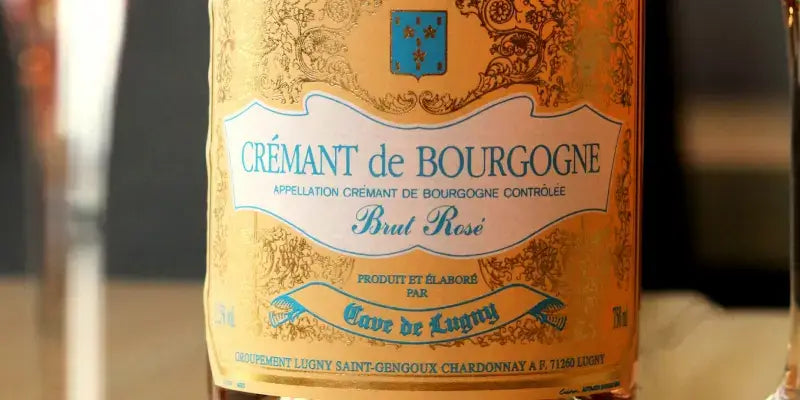 CRÉMANT de BOURGOGNE
APPELLATION CRÉMANT DE BOURGOGNE CONTRÔLÉE
Brut Rosé
PRODUIT ET ÉLABORÉ
PAR
Cave de Lugny
GROUPEMENT LUGNY SAINT-GENGOUX CHARDONNAY A F. 71260 LUGNY